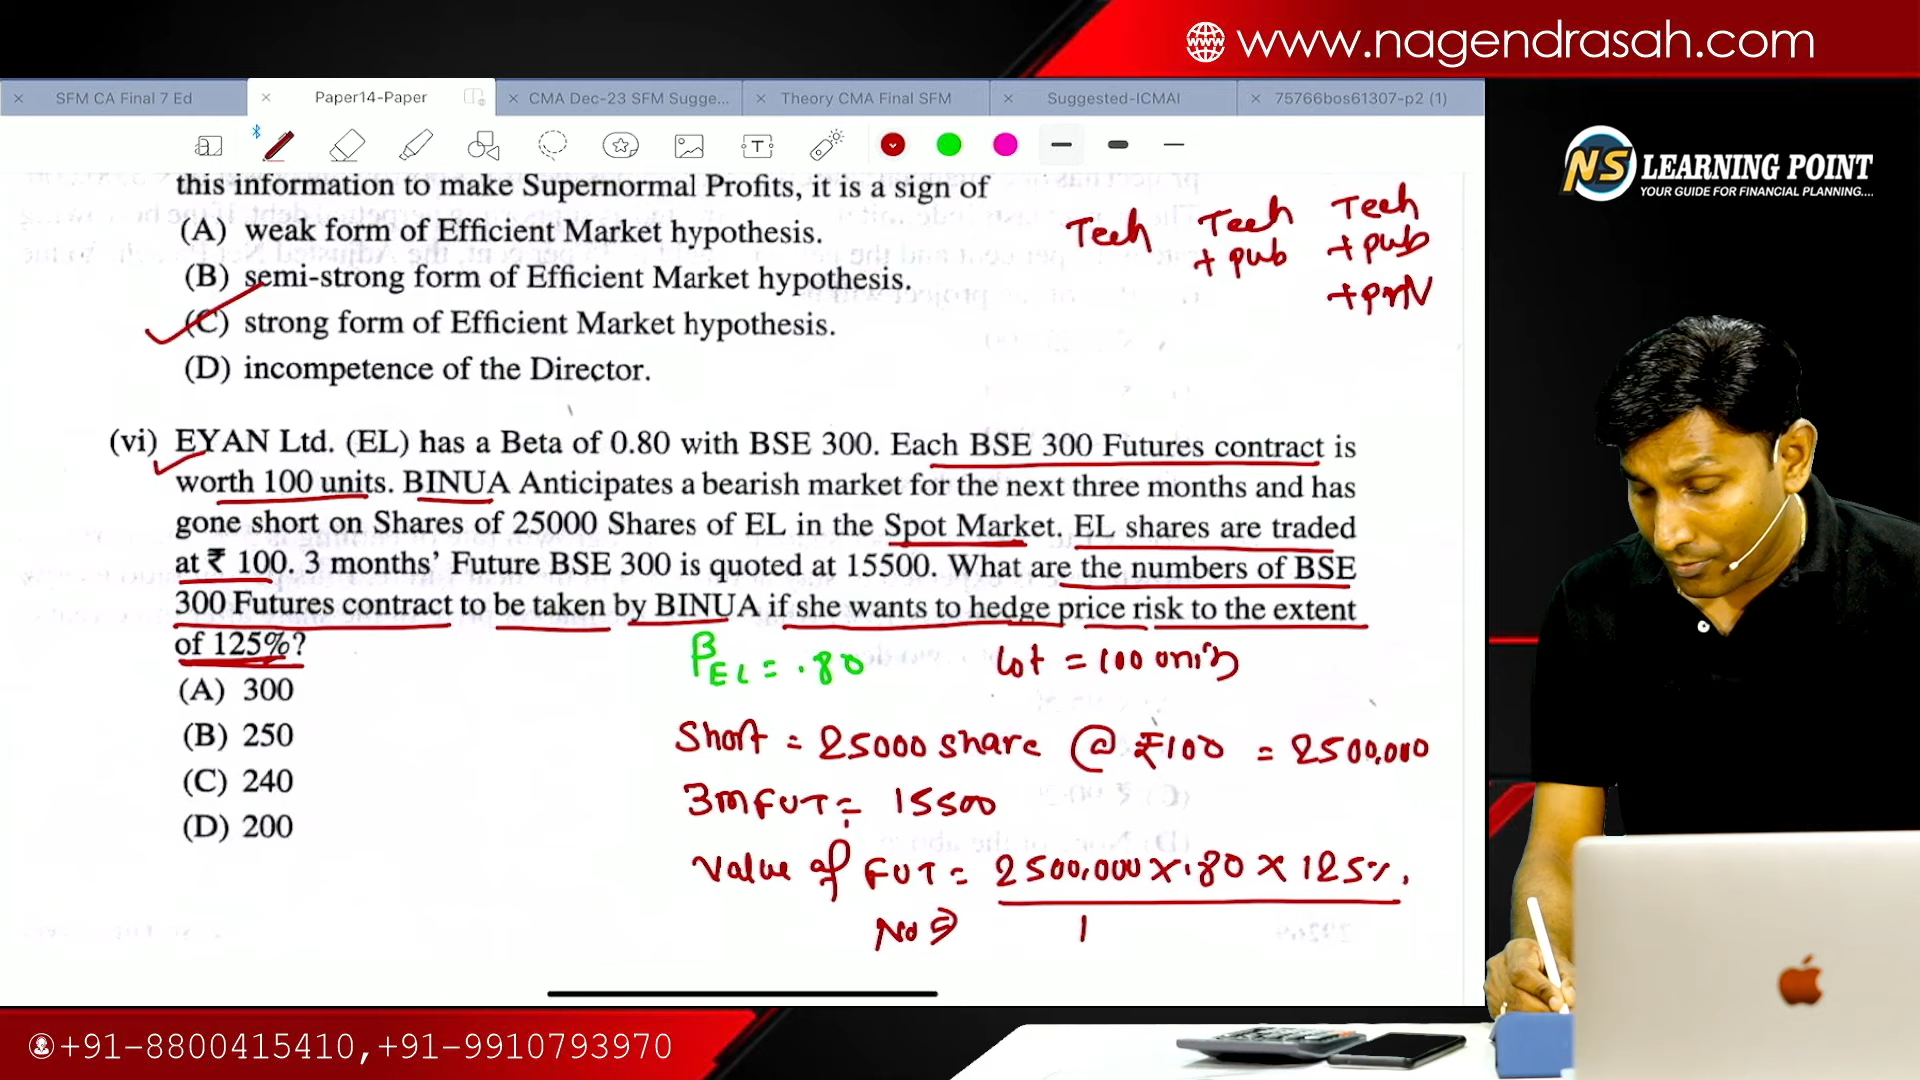 www.nagendrasah.com
SFM CA Final 7 Ed
Paper14-Paper
CMA Dec-23 SFM Sugge...
Theory CMA Final SFM
Suggested-ICMAI
75766bos61307-p2 (1)
NS LEARNING POINT
YOUR GUIDE FOR FINANCIAL PLANNING....
this information to make Supernormal Profits, it is a sign of
(A) weak form of Efficient Market hypothesis.
(B) semi-strong form of Efficient Market hypothesis.
(C) strong form of Efficient Market hypothesis.
(D) incompetence of the Director.
Tech
Tech
+ pub
Tech
+ pub
+ priv
(vi) EYAN Ltd. (EL) has a Beta of 0.80 with BSE 300. Each BSE 300 Futures contract is
worth 100 units. BINUA Anticipates a bearish market for the next three months and has
gone short on Shares of 25000 Shares of EL in the Spot Market. EL shares are traded
at ₹ 100. 3 months' Future BSE 300 is quoted at 15500. What are the numbers of BSE
300 Futures contract to be taken by BINUA if she wants to hedge price risk to the extent
of 125%?
(A) 300
(B) 250
(C) 240
(D) 200
βEL = .80
Lot = 100 units
Short = 25000 share @ ₹100 = 2500,000
3m FUT = 15500
Value of FUT = 2500,000 × .80 × 125%
No ⇒ 1
+91-8800415410,+91-9910793970